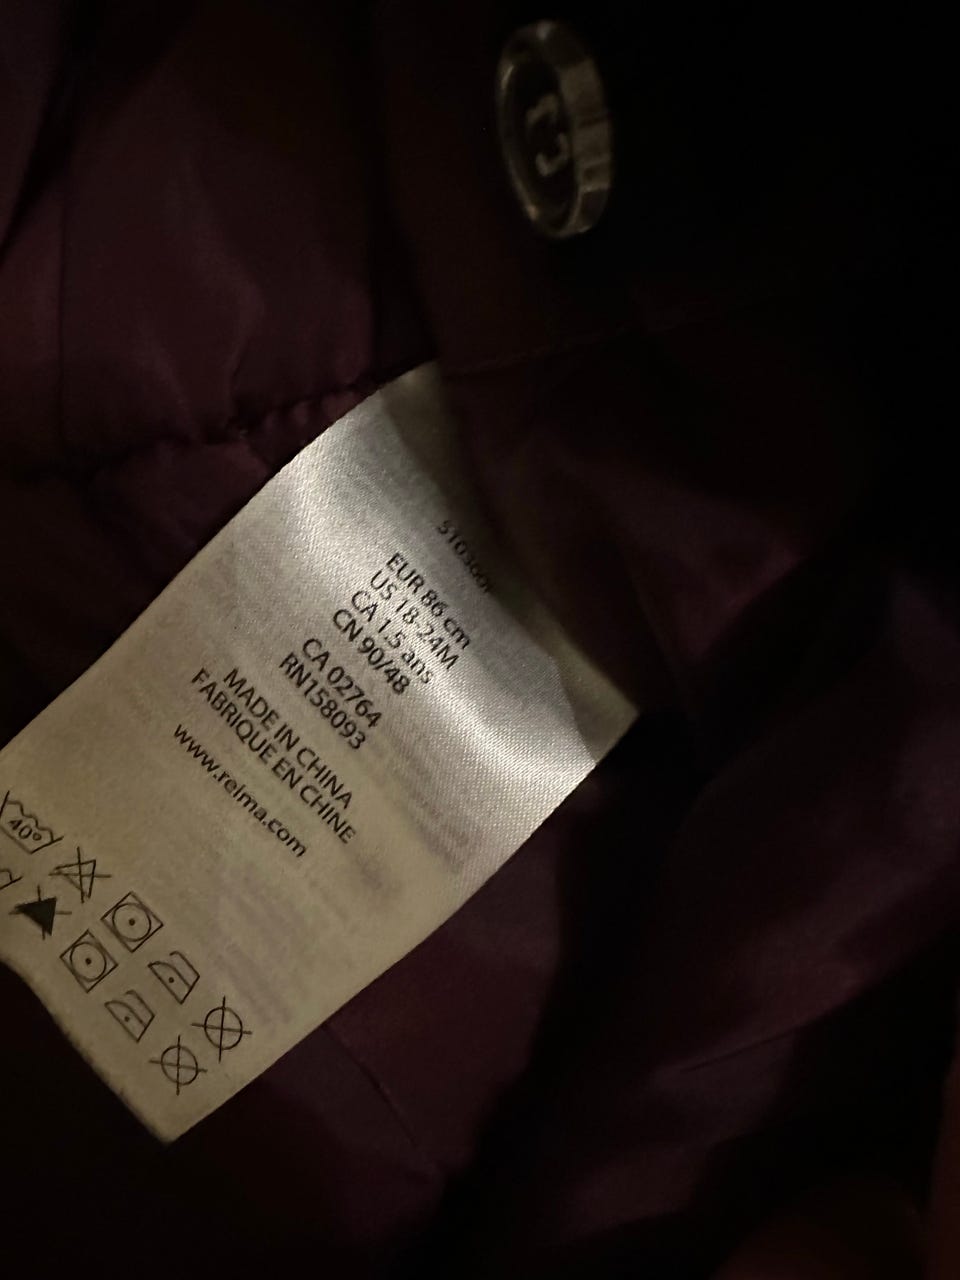 EUR 86 cm
US 18-24M
CA 1.5 ans
CN 90/48
CA 02764
RN158093
MADE IN CHINA
FABRIQUE EN CHINE
www.reima.com
40°